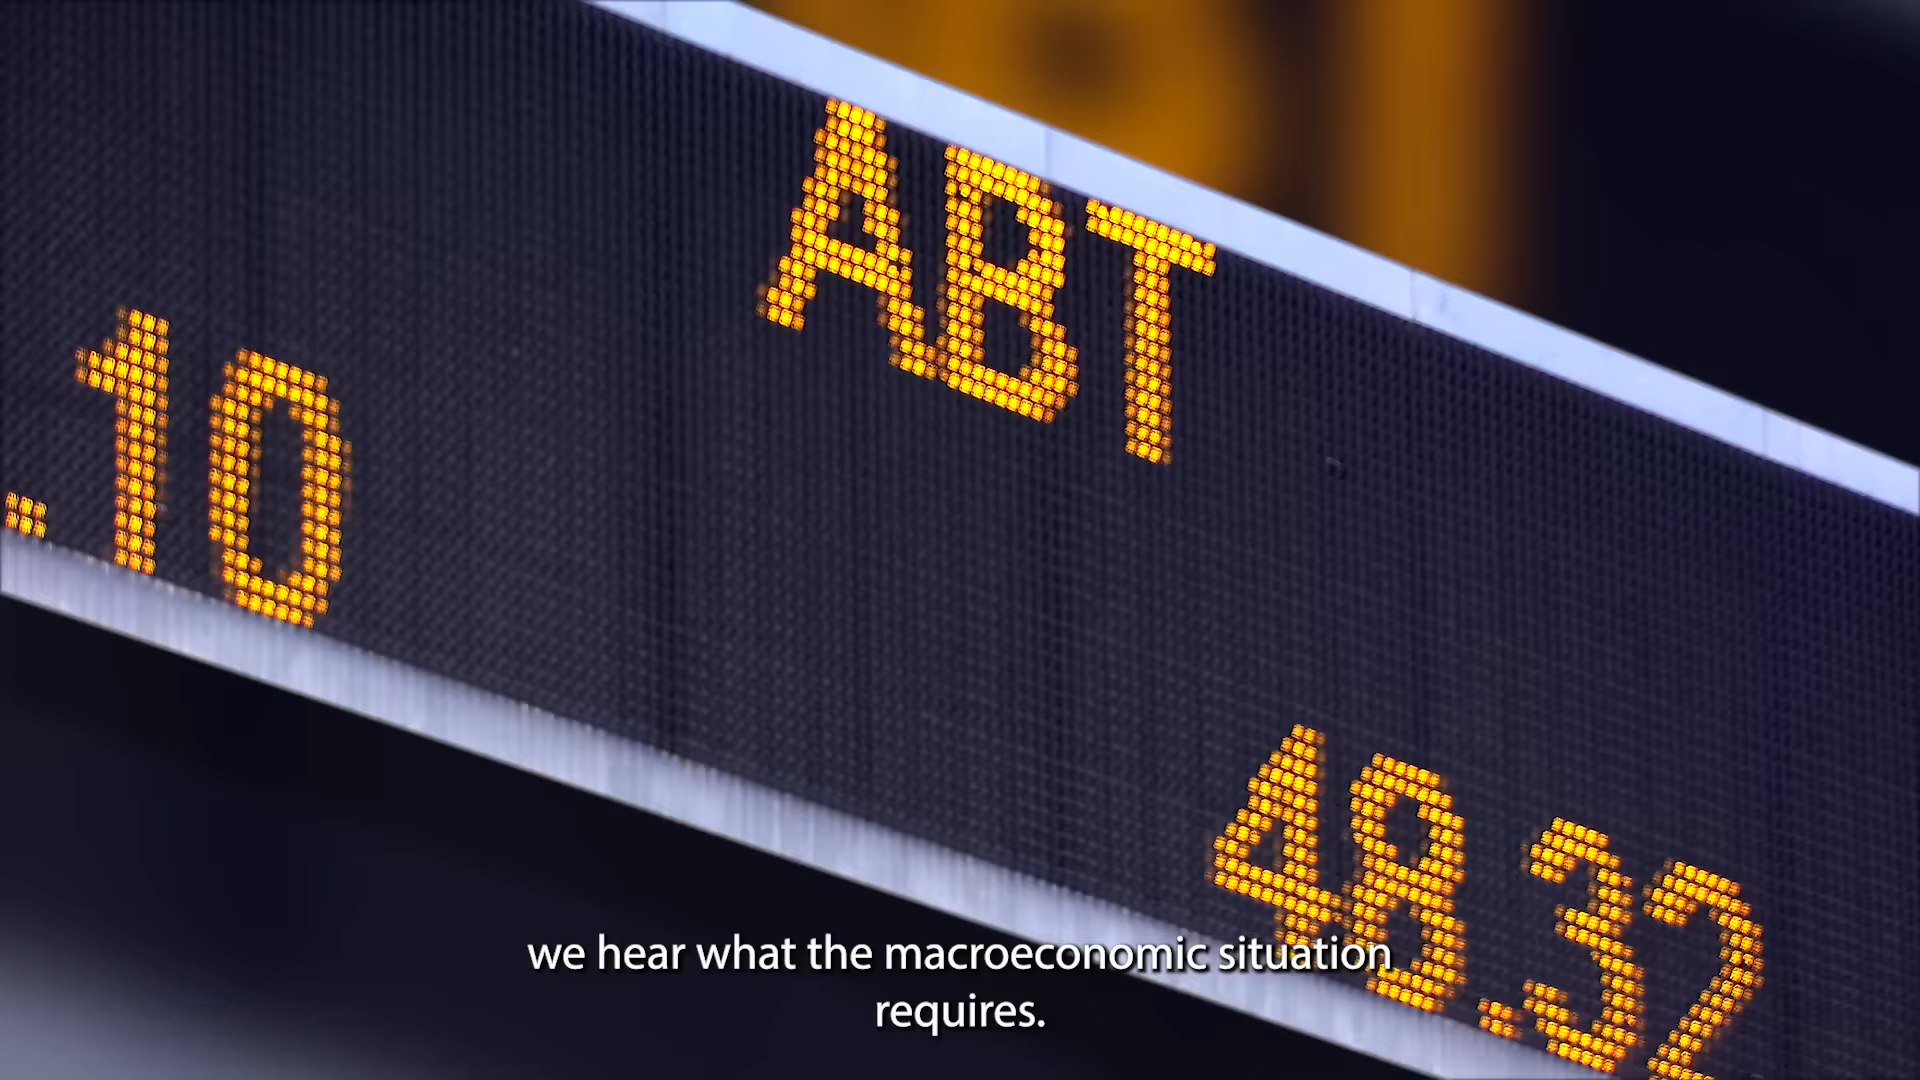 ABT
.10
48.32
we hear what the macroeconomic situation
requires.